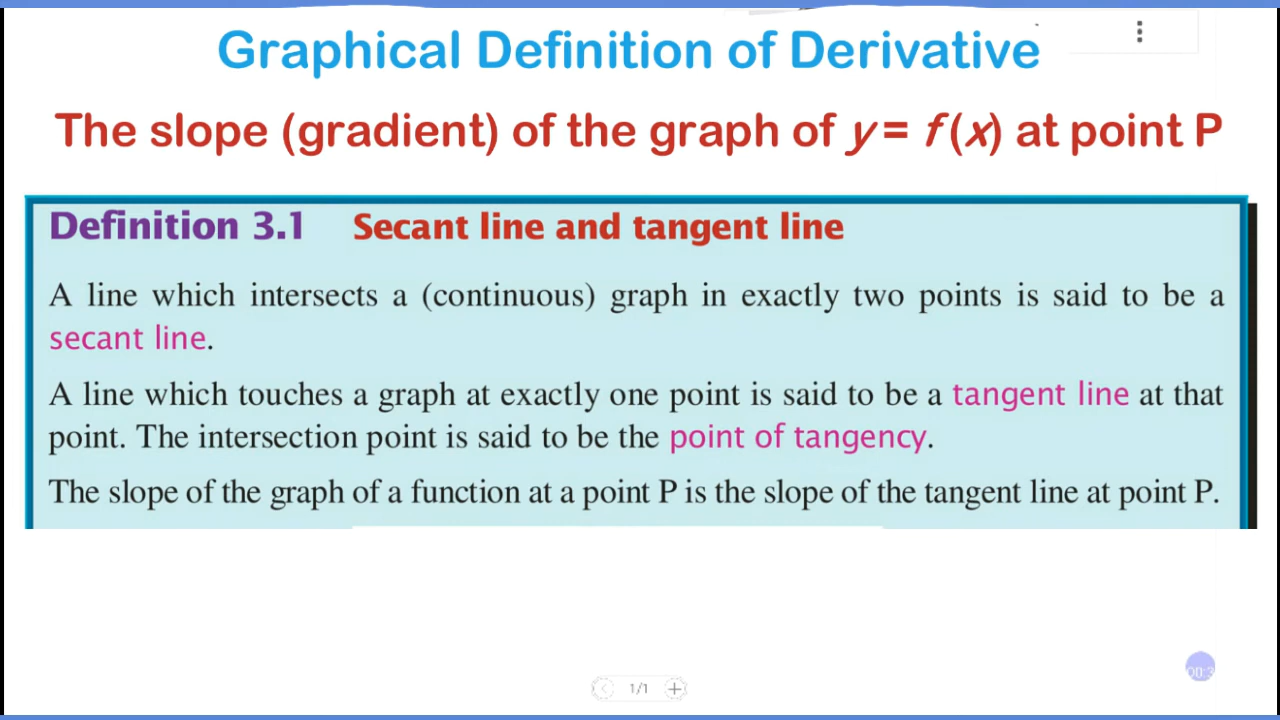 Graphical Definition of Derivative
The slope (gradient) of the graph of y = f (x) at point P
Definition 3.1 Secant line and tangent line
A line which intersects a (continuous) graph in exactly two points is said to be a
secant line.
A line which touches a graph at exactly one point is said to be a tangent line at that
point. The intersection point is said to be the point of tangency.
The slope of the graph of a function at a point P is the slope of the tangent line at point P.
1/1